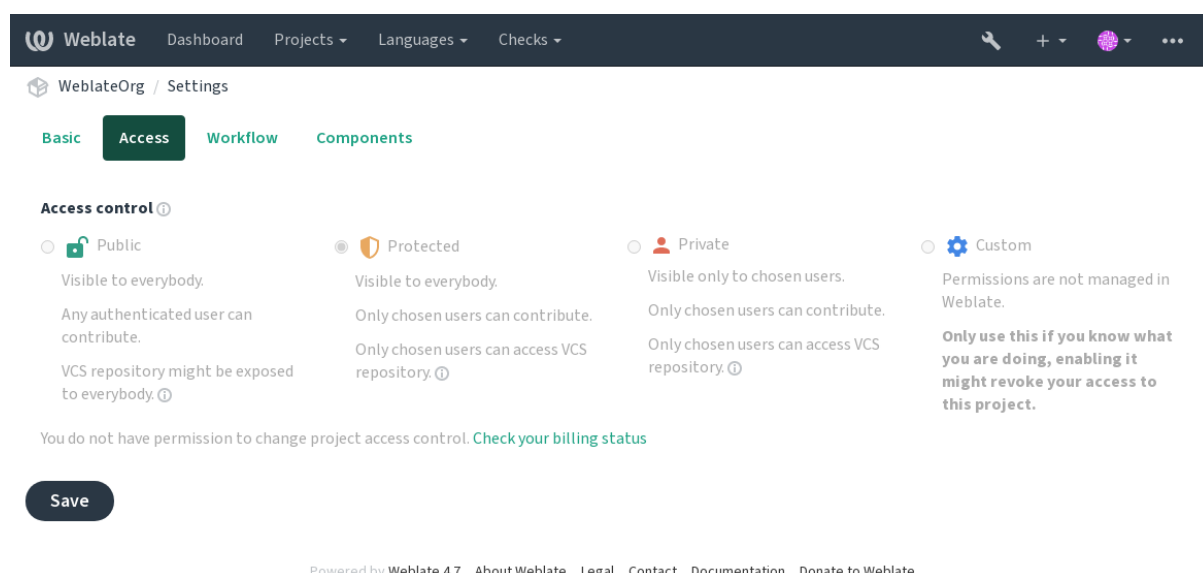 Weblate Dashboard Projects Languages Checks
WeblateOrg / Settings
Basic Access Workflow Components
Access control
Public
Visible to everybody.
Any authenticated user can
contribute.
VCS repository might be exposed
to everybody.
Protected
Visible to everybody.
Only chosen users can contribute.
Only chosen users can access VCS
repository.
Private
Visible only to chosen users.
Only chosen users can contribute.
Only chosen users can access VCS
repository.
Custom
Permissions are not managed in
Weblate.
Only use this if you know what
you are doing, enabling it
might revoke your access to
this project.
You do not have permission to change project access control. Check your billing status
Save
Powered by Weblate 4.7 About Weblate Legal Contact Documentation Donate to Weblate